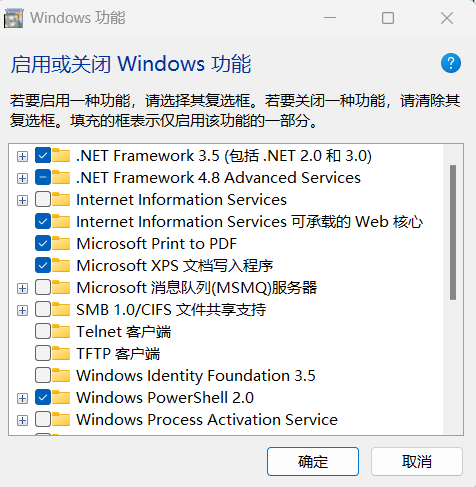 Windows 功能
启用或关闭 Windows 功能
?
若要启用一种功能，请选择其复选框。若要关闭一种功能，请清除其
复选框。填充的框表示仅启用该功能的一部分。
.NET Framework 3.5 (包括 .NET 2.0 和 3.0)
.NET Framework 4.8 Advanced Services
Internet Information Services
Internet Information Services 可承载的 Web 核心
Microsoft Print to PDF
Microsoft XPS 文档写入程序
Microsoft 消息队列(MSMQ)服务器
SMB 1.0/CIFS 文件共享支持
Telnet 客户端
TFTP 客户端
Windows Identity Foundation 3.5
Windows PowerShell 2.0
Windows Process Activation Service
确定 取消